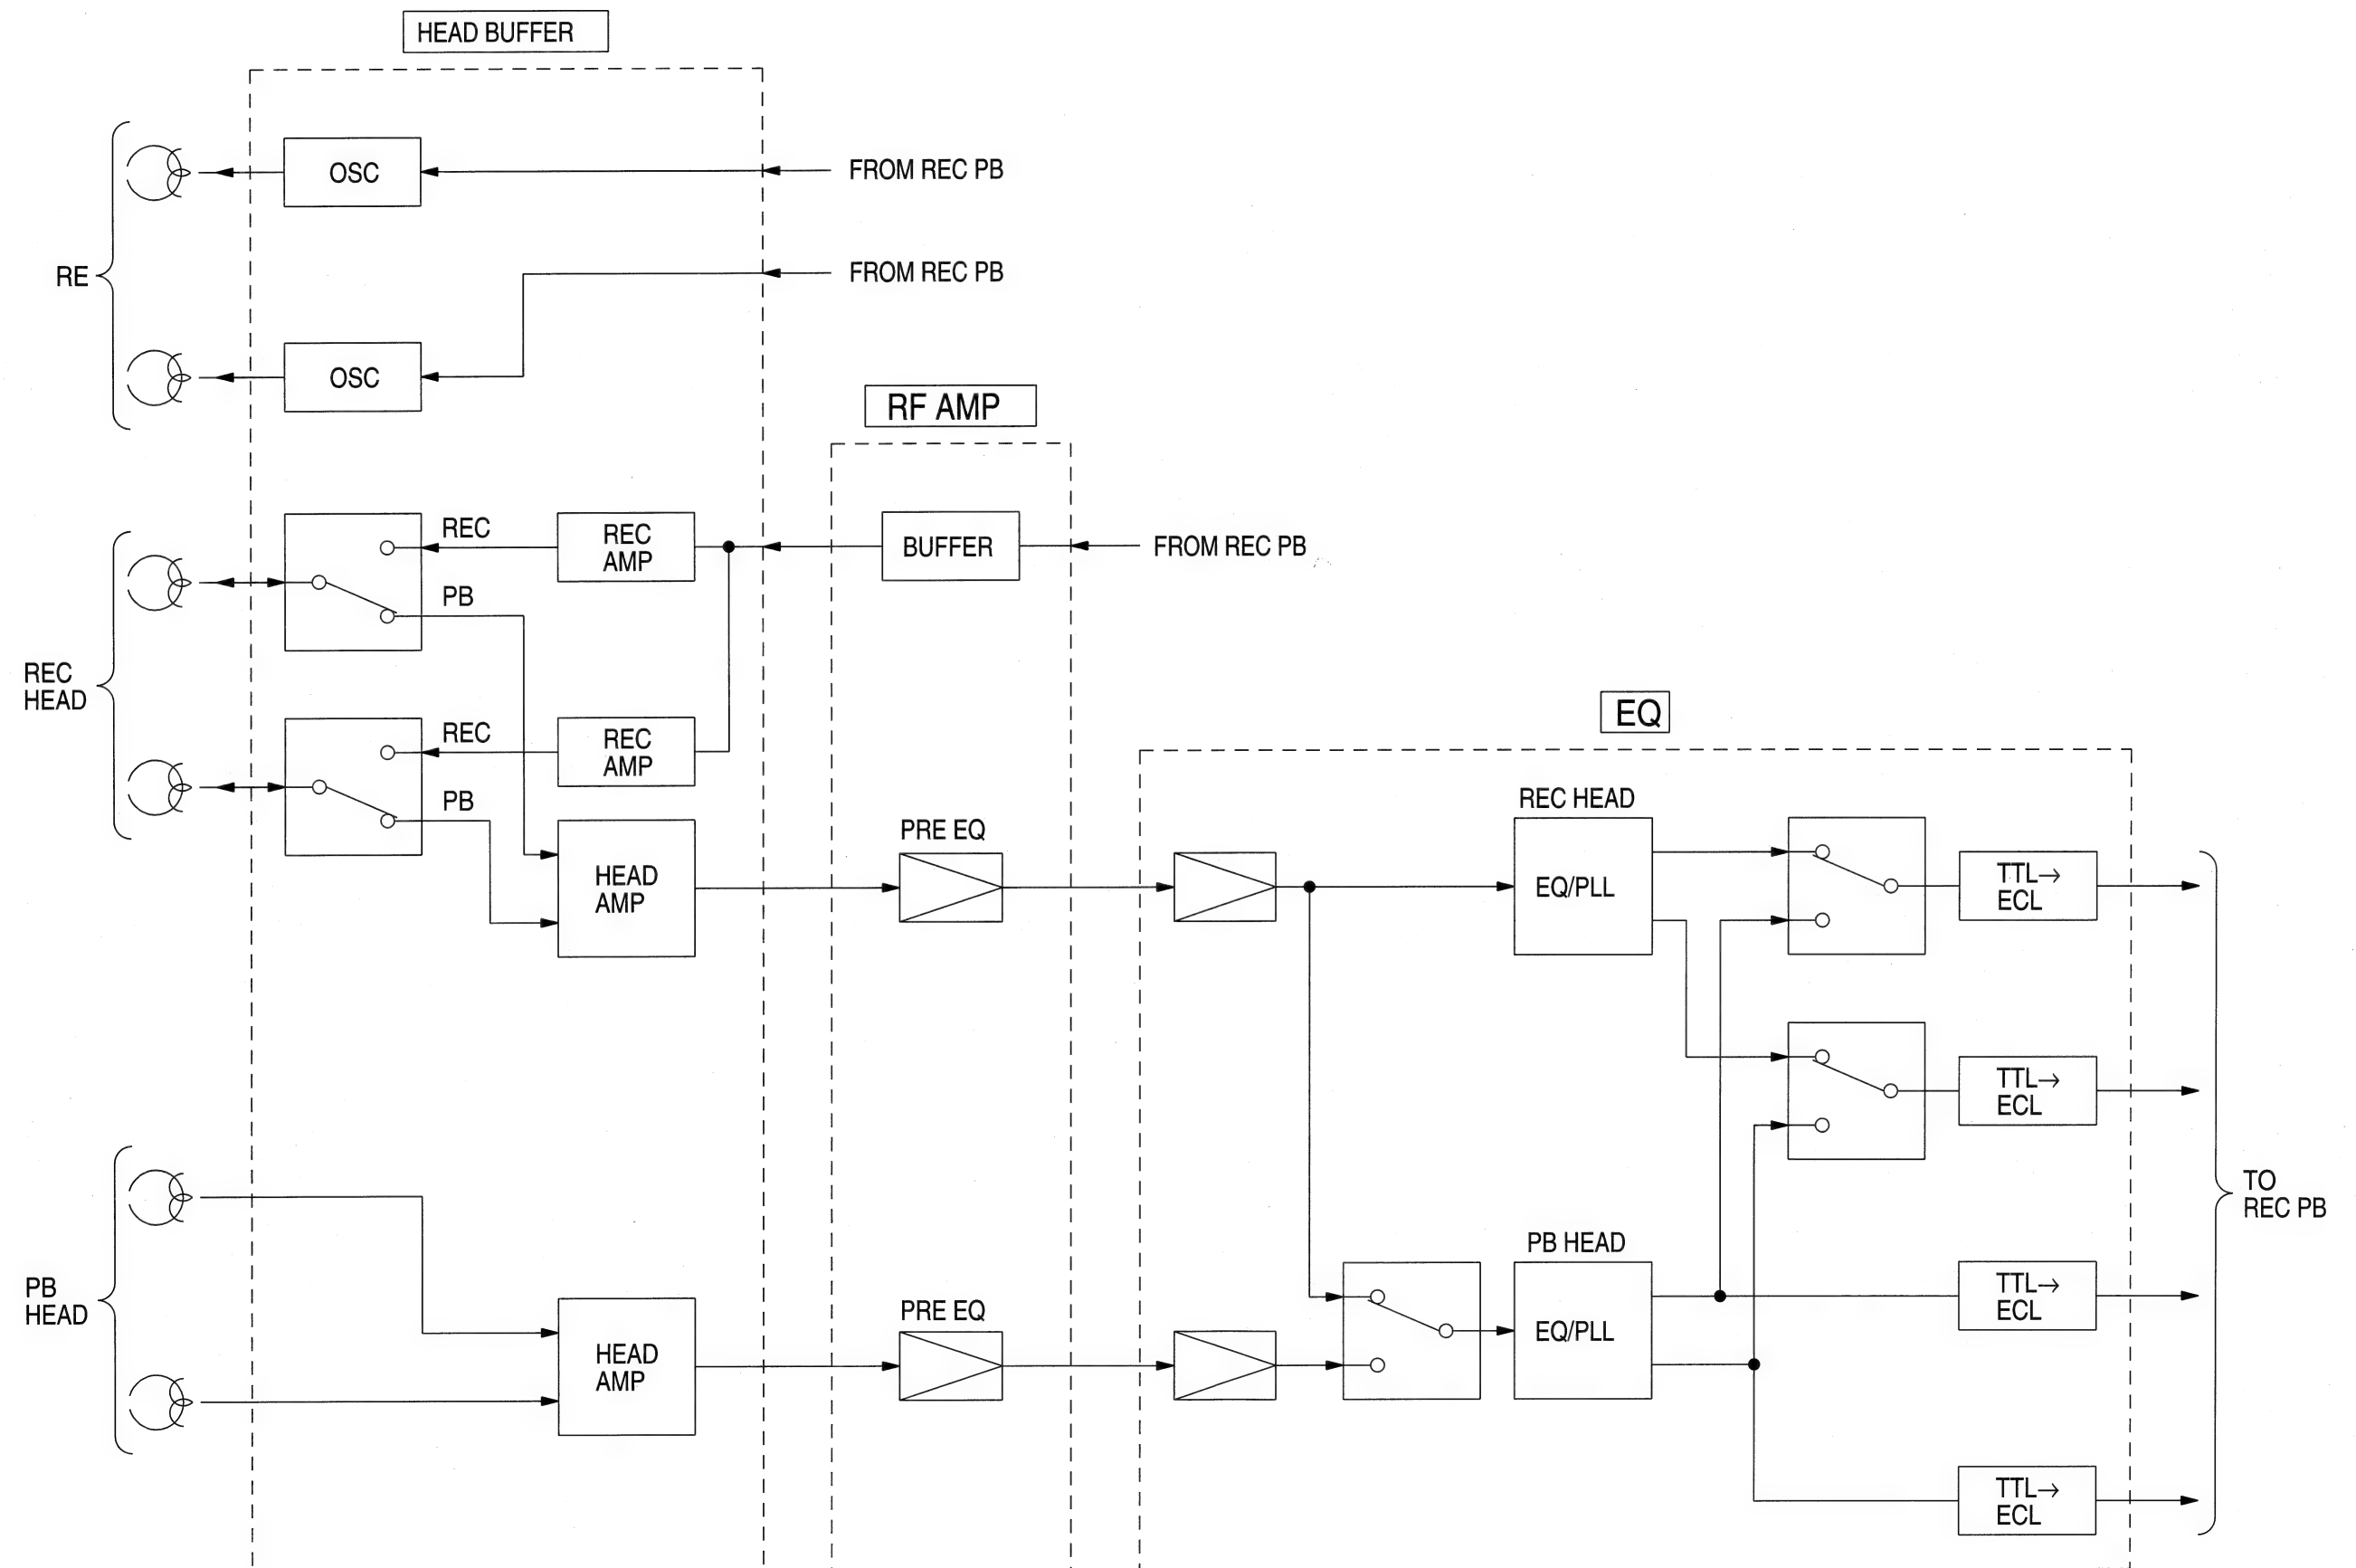 HEAD BUFFER
OSC
FROM REC PB
FROM REC PB
RE
OSC
RF AMP
REC
REC
AMP
BUFFER
FROM REC PB
PB
REC
HEAD
REC
REC
AMP
PB
EQ
HEAD
AMP
PRE EQ
REC HEAD
EQ/PLL
TTL→
ECL
TTL→
ECL
TO
REC PB
PB
HEAD
HEAD
AMP
PRE EQ
PB HEAD
EQ/PLL
TTL→
ECL
TTL→
ECL